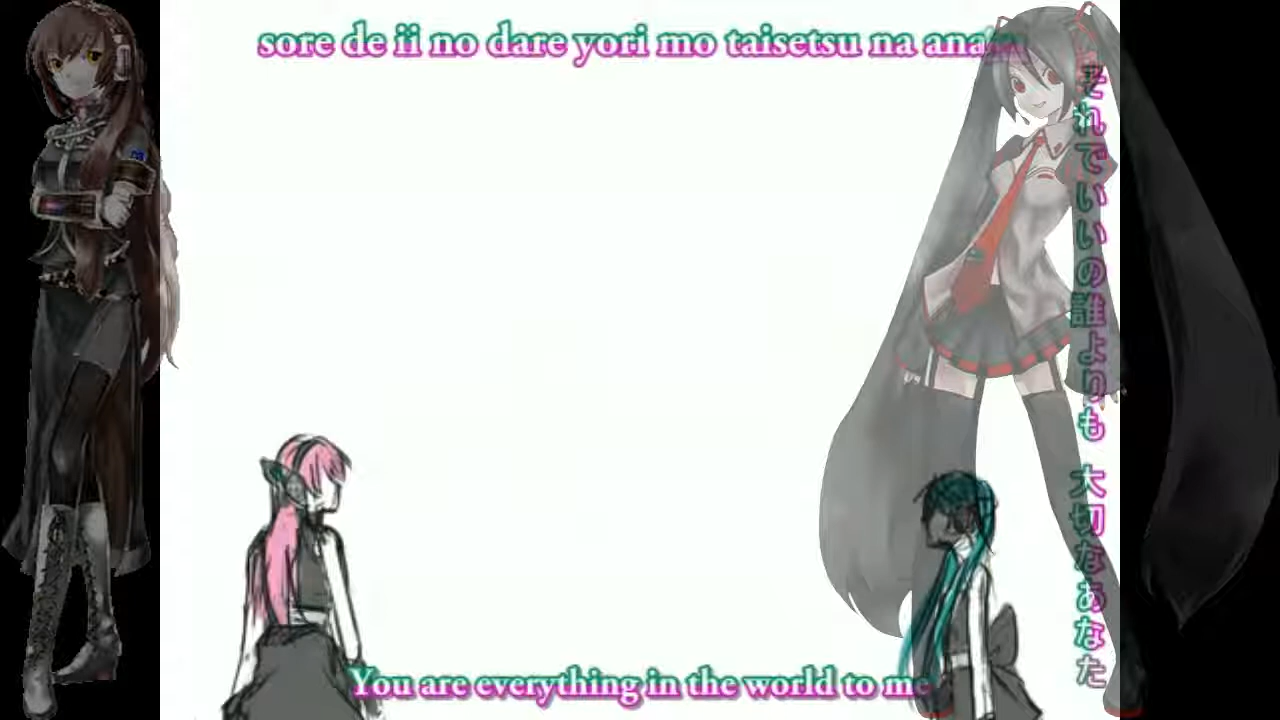 sore de ii no dare yori mo taisetsu na anata
それでいいの誰よりも 大切なあなた
You are everything in the world to me